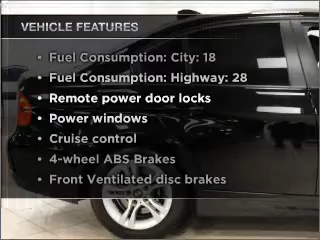 VEHICLE FEATURES
• Fuel Consumption: City: 18
• Fuel Consumption: Highway: 28
• Remote power door locks
• Power windows
• Cruise control
• 4-wheel ABS Brakes
• Front Ventilated disc brakes